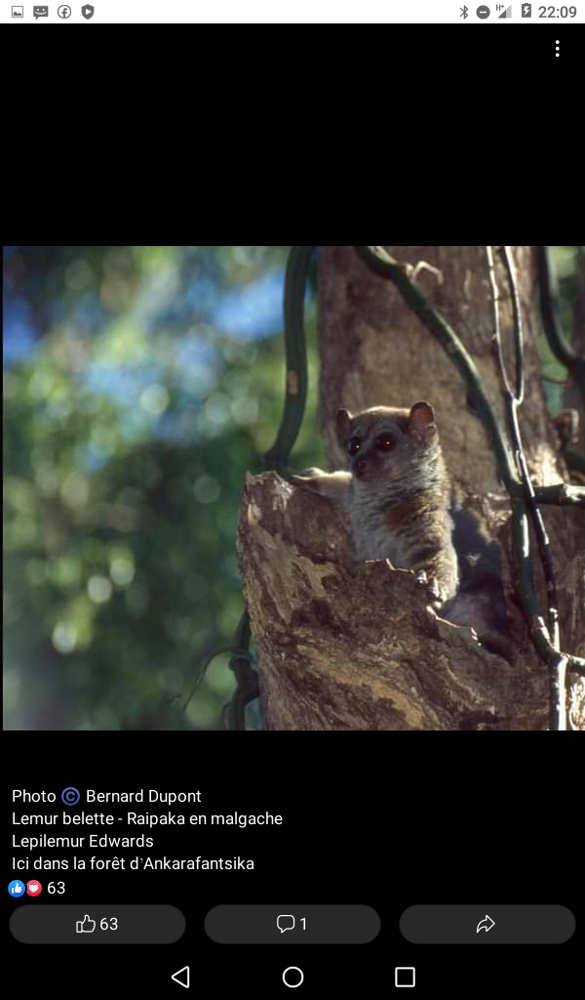 H+ 22:09
Photo © Bernard Dupont
Lemur belette - Raipaka en malgache
Lepilemur Edwards
Ici dans la forêt d`Ankarafantsika
63
63 1